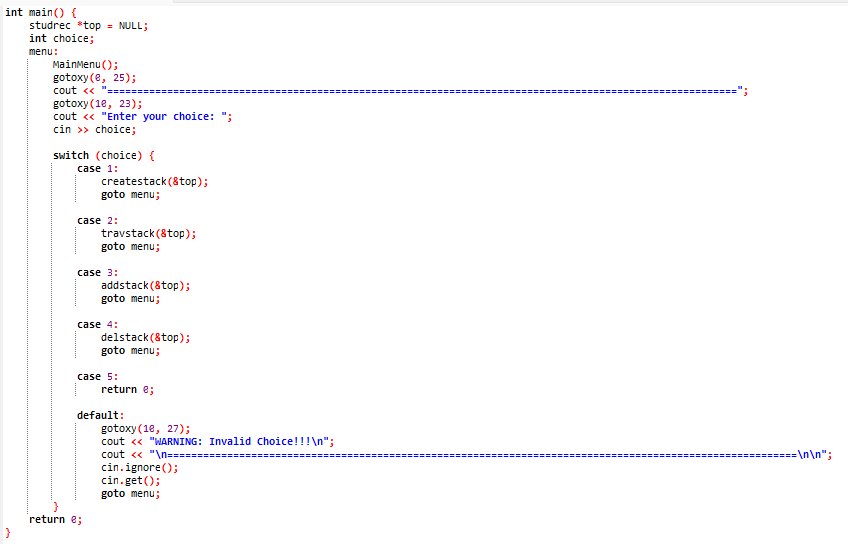 int main() {
studrec *top = NULL;
int choice;
menu:
MainMenu();
gotoxy(0, 25);
cout << "=========================================================================================================";
gotoxy(10, 23);
cout << "Enter your choice: ";
cin >> choice;
switch (choice) {
case 1:
createstack(&top);
goto menu;
case 2:
travstack(&top);
goto menu;
case 3:
addstack(&top);
goto menu;
case 4:
delstack(&top);
goto menu;
case 5:
return 0;
default:
gotoxy(10, 27);
cout << "WARNING: Invalid Choice!!!\n";
cout << "\n=========================================================================================================\n\n";
cin.ignore();
cin.get();
goto menu;
}
return 0;
}